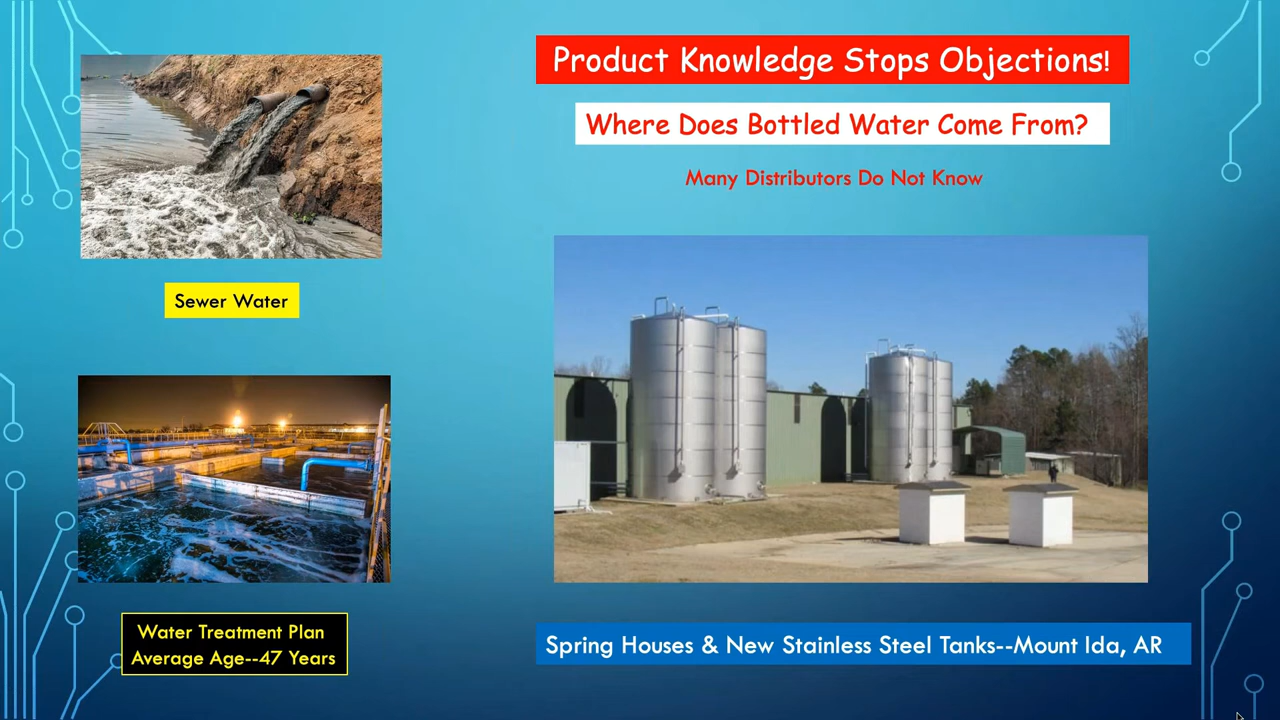 Product Knowledge Stops Objections!
Where Does Bottled Water Come From?
Many Distributors Do Not Know
Sewer Water
Water Treatment Plan
Average Age--47 Years
Spring Houses & New Stainless Steel Tanks--Mount Ida, AR